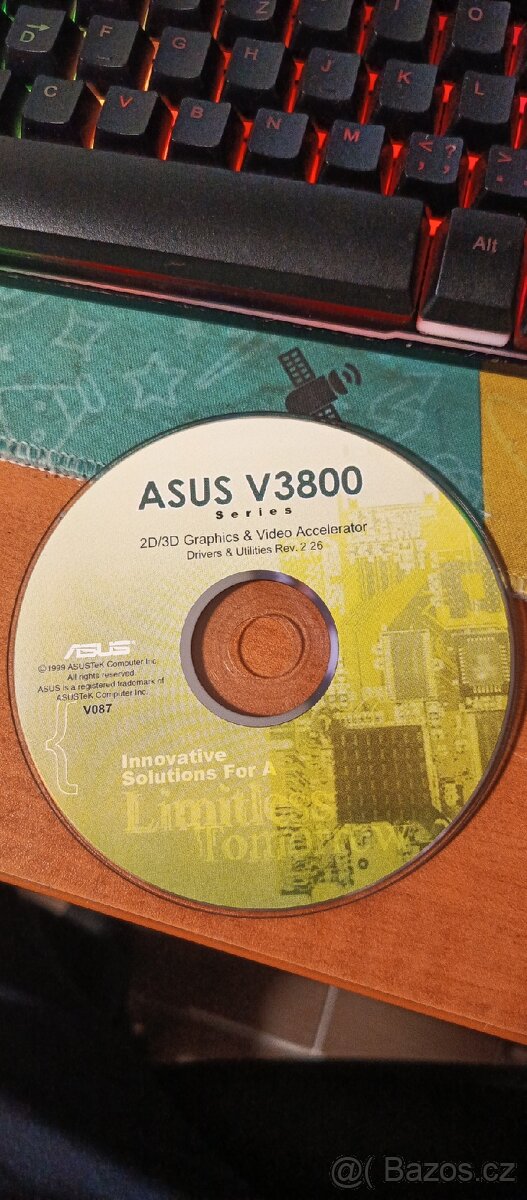 Z I O
D F G H J K L
C V B N M < , ? ; V .
Alt
ASUS V3800
Series
2D/3D Graphics & Video Accelerator
Drivers & Utilities Rev. 2.26
ASUS
©1999 ASUSTeK Computer Inc.
All rights reserved.
ASUS is a registered trademark of
ASUSTeK Computer Inc.
V087
Innovative
Solutions For A
Limitless
Tomorrow
@( Bazos.cz